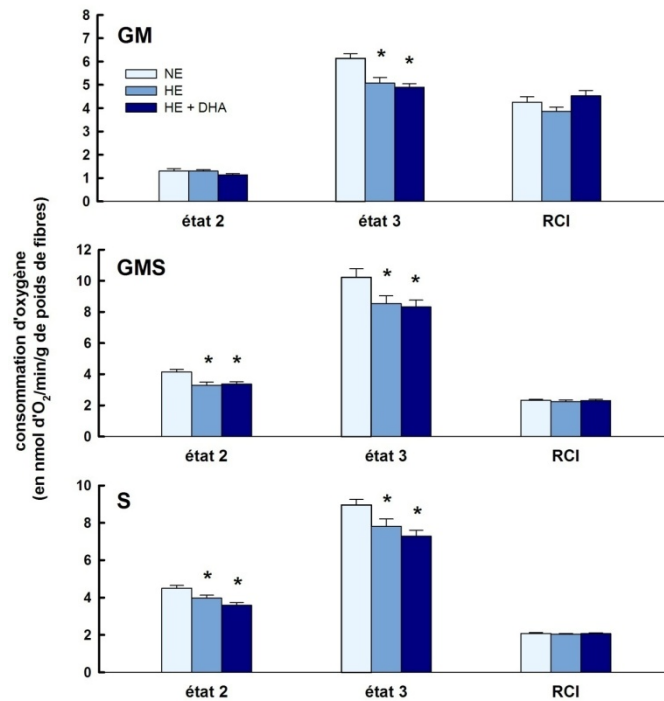 consommation d'oxygène
(en nmol d'O₂/min/g de poids de fibres)
8
7
6
5
4
3
2
1
0
GM
NE
HE
HE + DHA
* *
état 2 état 3 RCI
12
10
8
6
4
2
0
GMS
* *
* *
état 2 état 3 RCI
10
8
6
4
2
0
S
* *
* *
état 2 état 3 RCI